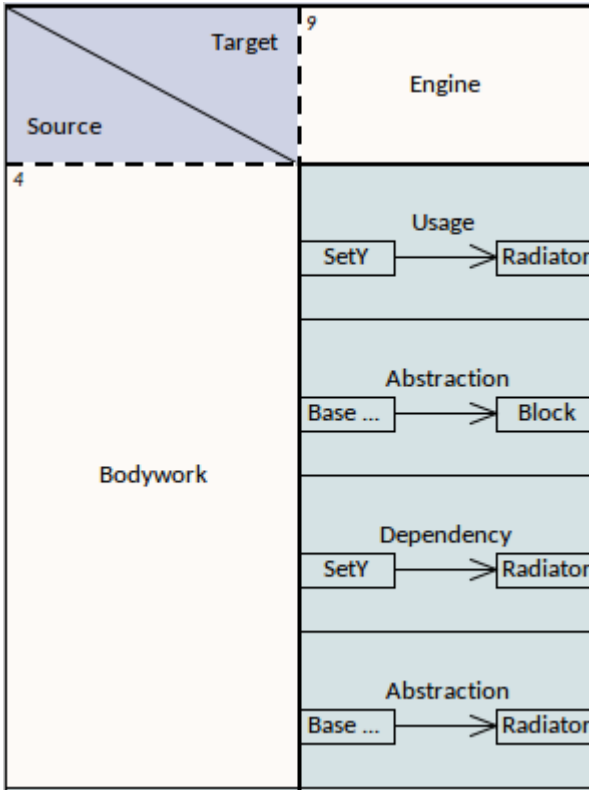 Target
Source
9
Engine
4
Bodywork
Usage
SetY Radiator
Abstraction
Base ... Block
Dependency
SetY Radiator
Abstraction
Base ... Radiator